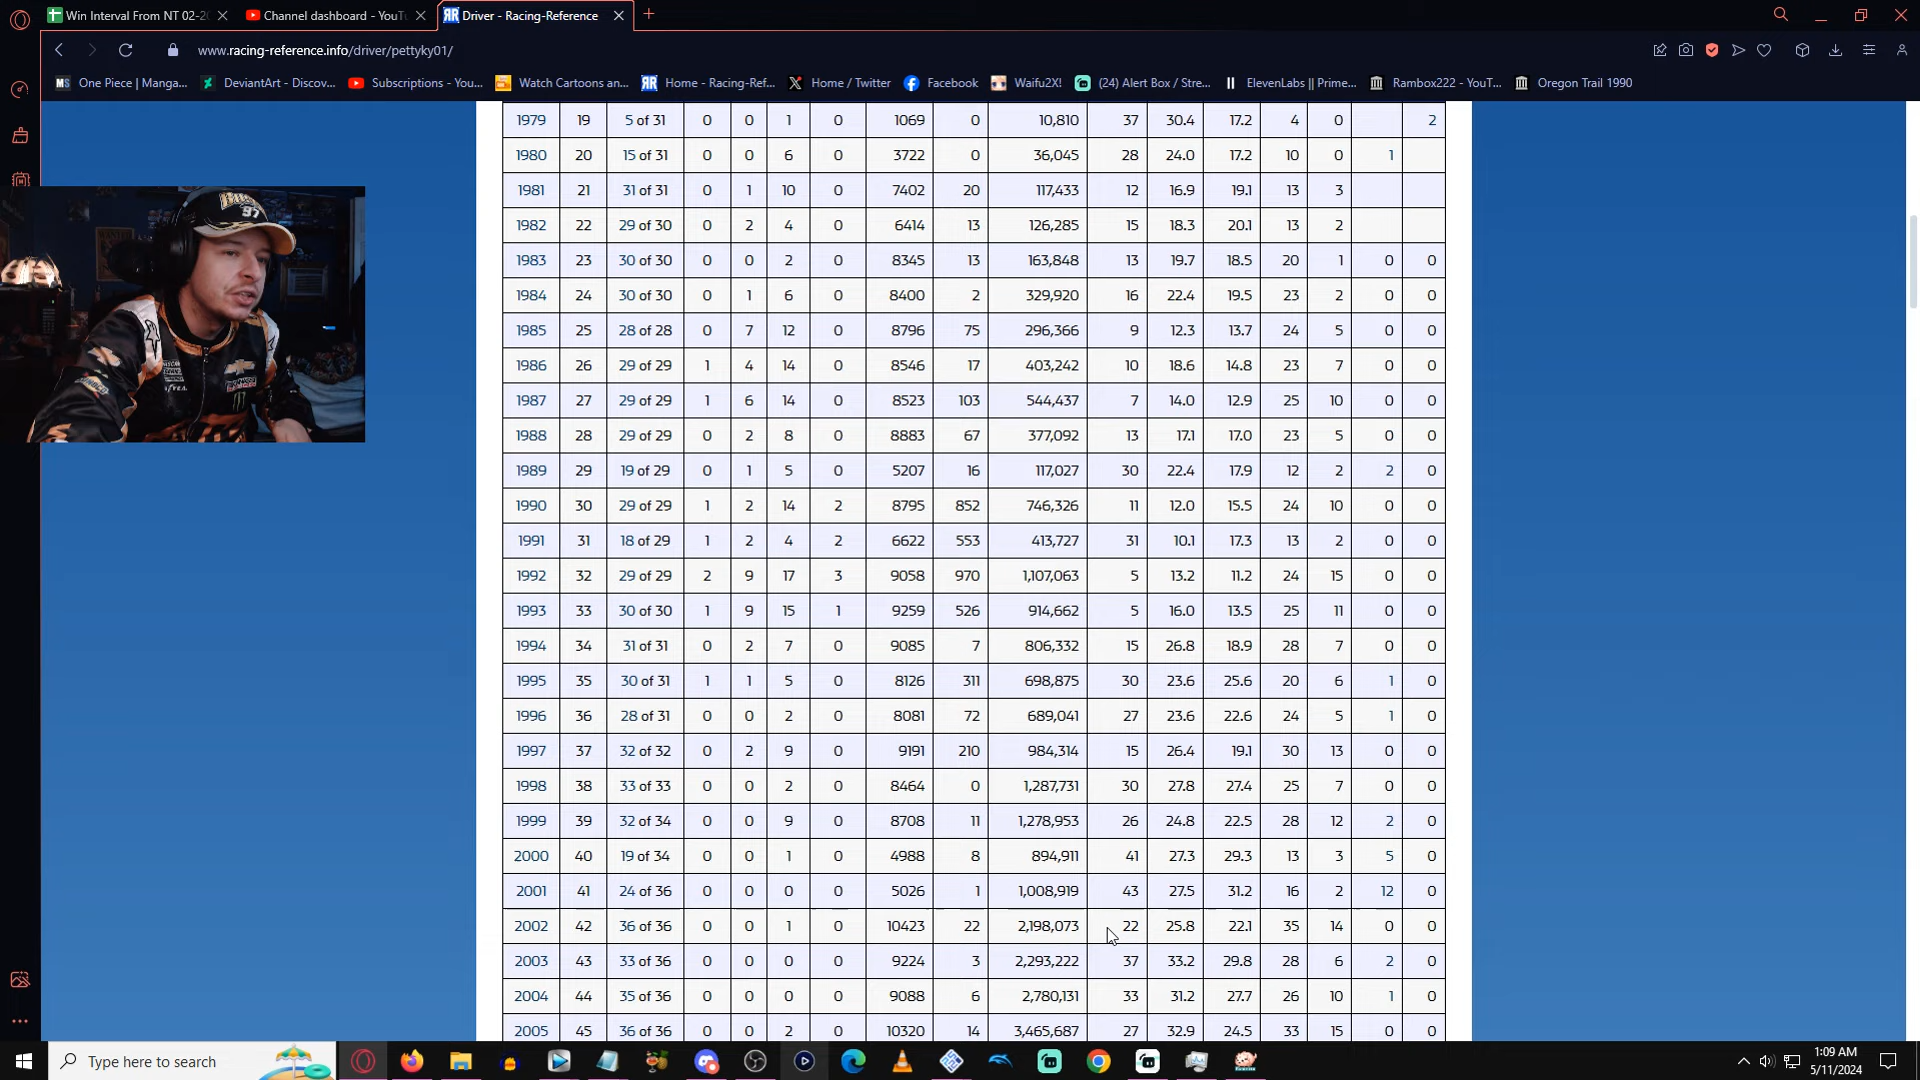 Win Interval From NT 02-20
Channel dashboard - YouTu
Driver - Racing-Reference
www.racing-reference.info/driver/pettyky01/
One Piece | Manga...
DeviantArt - Discov...
Subscriptions - You...
Watch Cartoons an...
Home - Racing-Ref...
Home / Twitter
Facebook
Waifu2X!
(24) Alert Box / Stre...
ElevenLabs || Prime...
Rambox222 - YouT...
Oregon Trail 1990
1979 19 5 of 31 0 0 1 0 1069 0 10,810 37 30.4 17.2 4 0 2
1980 20 15 of 31 0 0 6 0 3722 0 36,045 28 24.0 17.2 10 0 1
1981 21 31 of 31 0 1 10 0 7402 20 117,433 12 16.9 19.1 13 3
1982 22 29 of 30 0 2 4 0 6414 13 126,285 15 18.3 20.1 13 2
1983 23 30 of 30 0 0 2 0 8345 13 163,848 13 19.7 18.5 20 1 0 0
1984 24 30 of 30 0 1 6 0 8400 2 329,920 16 22.4 19.5 23 2 0 0
1985 25 28 of 28 0 7 12 0 8796 75 296,366 9 12.3 13.7 24 5 0 0
1986 26 29 of 29 1 4 14 0 8546 17 403,242 10 18.6 14.8 23 7 0 0
1987 27 29 of 29 1 6 14 0 8523 103 544,437 7 14.0 12.9 25 10 0 0
1988 28 29 of 29 0 2 8 0 8883 67 377,092 13 17.1 17.0 23 5 0 0
1989 29 19 of 29 0 1 5 0 5207 16 117,027 30 22.4 17.9 12 2 2 0
1990 30 29 of 29 1 2 14 2 8795 852 746,326 11 12.0 15.5 24 10 0 0
1991 31 18 of 29 1 2 4 2 6622 553 413,727 31 10.1 17.3 13 2 0 0
1992 32 29 of 29 2 9 17 3 9058 970 1,107,063 5 13.2 11.2 24 15 0 0
1993 33 30 of 30 1 9 15 1 9259 526 914,662 5 16.0 13.5 25 11 0 0
1994 34 31 of 31 0 2 7 0 9085 7 806,332 15 26.8 18.9 28 7 0 0
1995 35 30 of 31 1 1 5 0 8126 311 698,875 30 23.6 25.6 20 6 1 0
1996 36 28 of 31 0 0 2 0 8081 72 689,041 27 23.6 22.6 24 5 1 0
1997 37 32 of 32 0 2 9 0 9191 210 984,314 15 26.4 19.1 30 13 0 0
1998 38 33 of 33 0 0 2 0 8464 0 1,287,731 30 27.8 27.4 25 7 0 0
1999 39 32 of 34 0 0 9 0 8708 11 1,278,953 26 24.8 22.5 28 12 2 0
2000 40 19 of 34 0 0 1 0 4988 8 894,911 41 27.3 29.3 13 3 5 0
2001 41 24 of 36 0 0 0 0 5026 1 1,008,919 43 27.5 31.2 16 2 12 0
2002 42 36 of 36 0 0 1 0 10423 22 2,198,073 22 25.8 22.1 35 14 0 0
2003 43 33 of 36 0 0 0 0 9224 3 2,293,222 37 33.2 29.8 28 6 2 0
2004 44 35 of 36 0 0 0 0 9088 6 2,780,131 33 31.2 27.7 26 10 1 0
2005 45 36 of 36 0 0 2 0 10320 14 3,465,687 27 32.9 24.5 33 15 0 0
97
Type here to search
1:09 AM
5/11/2024